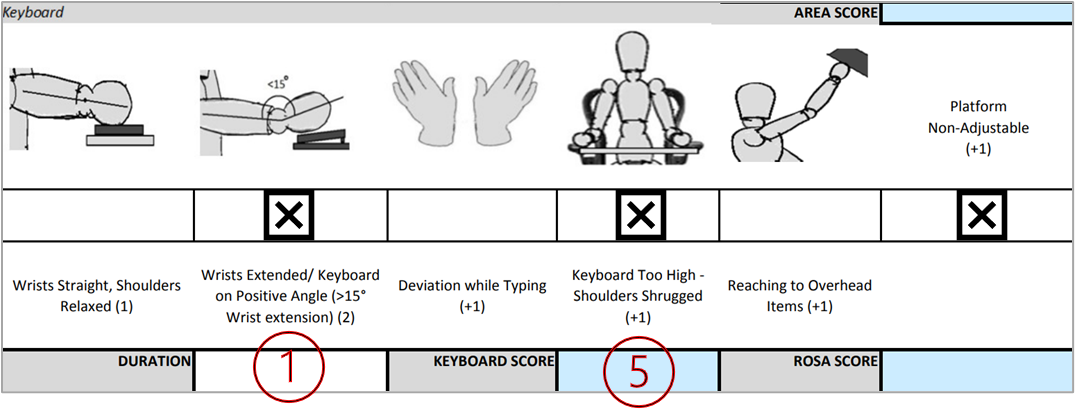 Keyboard
AREA SCORE
<15°
Platform
Non-Adjustable
(+1)
Wrists Straight, Shoulders
Relaxed (1)
Wrists Extended/ Keyboard
on Positive Angle (>15°
Wrist extension) (2)
Deviation while Typing
(+1)
Keyboard Too High -
Shoulders Shrugged
(+1)
Reaching to Overhead
Items (+1)
DURATION
1
KEYBOARD SCORE
5
ROSA SCORE